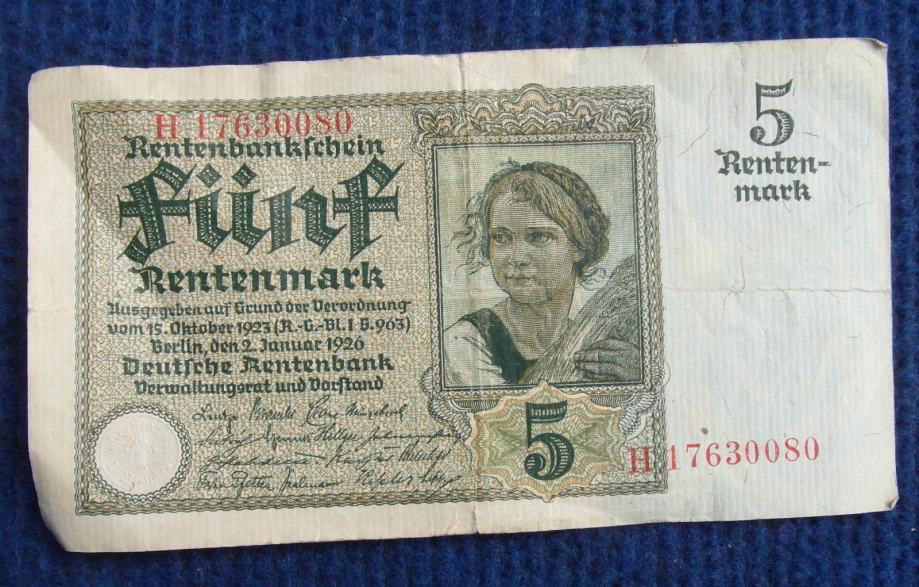 H 17630080
Rentenbankschein
fünf
Rentenmark
Ausgegeben auf Grund der Verordnung
vom 15. Oktober 1923 (R.-G.-Bl. I S. 963)
Berlin, den 2. Januar 1926
Deutsche Rentenbank
Verwaltungsrat und Vorstand
5
5
Renten-
mark
H 17630080